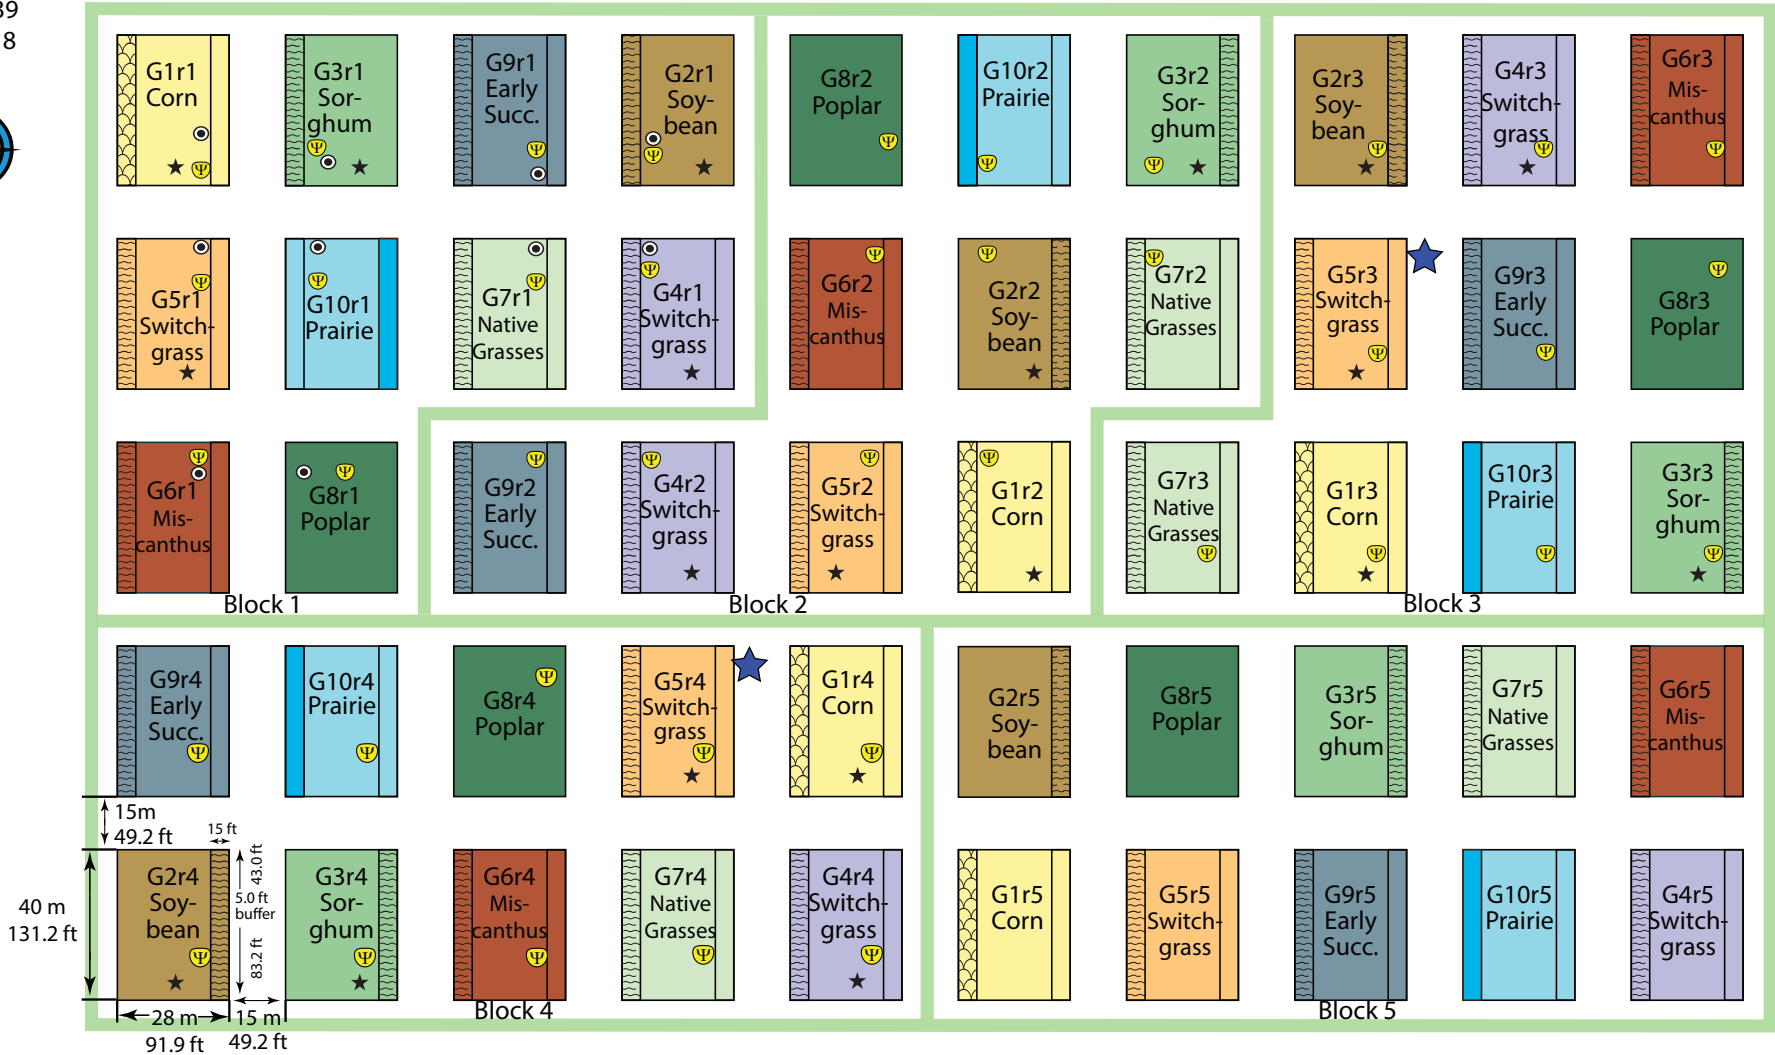 39
8
G1r1
Corn
G3r1
Sor-
ghum
G9r1
Early
Succ.
G2r1
Soy-
bean
G8r2
Poplar
G10r2
Prairie
G3r2
Sor-
ghum
G2r3
Soy-
bean
G4r3
Switch-
grass
G6r3
Mis-
canthus
Ψ
Ψ
Ψ
Ψ
Ψ
Ψ
Ψ
Ψ
Ψ
Ψ
G5r1
Switch-
grass
G10r1
Prairie
G7r1
Native
Grasses
G4r1
Switch-
grass
G6r2
Mis-
canthus
G2r2
Soy-
bean
G7r2
Native
Grasses
G5r3
Switch-
grass
G9r3
Early
Succ.
G8r3
Poplar
Ψ
Ψ
Ψ
Ψ
Ψ
Ψ
Ψ
Ψ
Ψ
Ψ
G6r1
Mis-
canthus
G8r1
Poplar
G9r2
Early
Succ.
G4r2
Switch-
grass
G5r2
Switch-
grass
G1r2
Corn
G7r3
Native
Grasses
G1r3
Corn
G10r3
Prairie
G3r3
Sor-
ghum
Ψ
Ψ
Ψ
Ψ
Ψ
Ψ
Ψ
Ψ
Ψ
Ψ
Block 1
Block 2
Block 3
G9r4
Early
Succ.
G10r4
Prairie
G8r4
Poplar
G5r4
Switch-
grass
G1r4
Corn
G2r5
Soy-
bean
G8r5
Poplar
G3r5
Sor-
ghum
G7r5
Native
Grasses
G6r5
Mis-
canthus
Ψ
Ψ
Ψ
Ψ
Ψ
15m
49.2 ft
15 ft
40 m
131.2 ft
G2r4
Soy-
bean
43.0 ft
5.0 ft
buffer
83.2 ft
G3r4
Sor-
ghum
G6r4
Mis-
canthus
G7r4
Native
Grasses
G4r4
Switch-
grass
G1r5
Corn
G5r5
Switch-
grass
G9r5
Early
Succ.
G10r5
Prairie
G4r5
Switch-
grass
Ψ
Ψ
Ψ
Ψ
Ψ
Block 4
Block 5
28 m
91.9 ft
15 m
49.2 ft